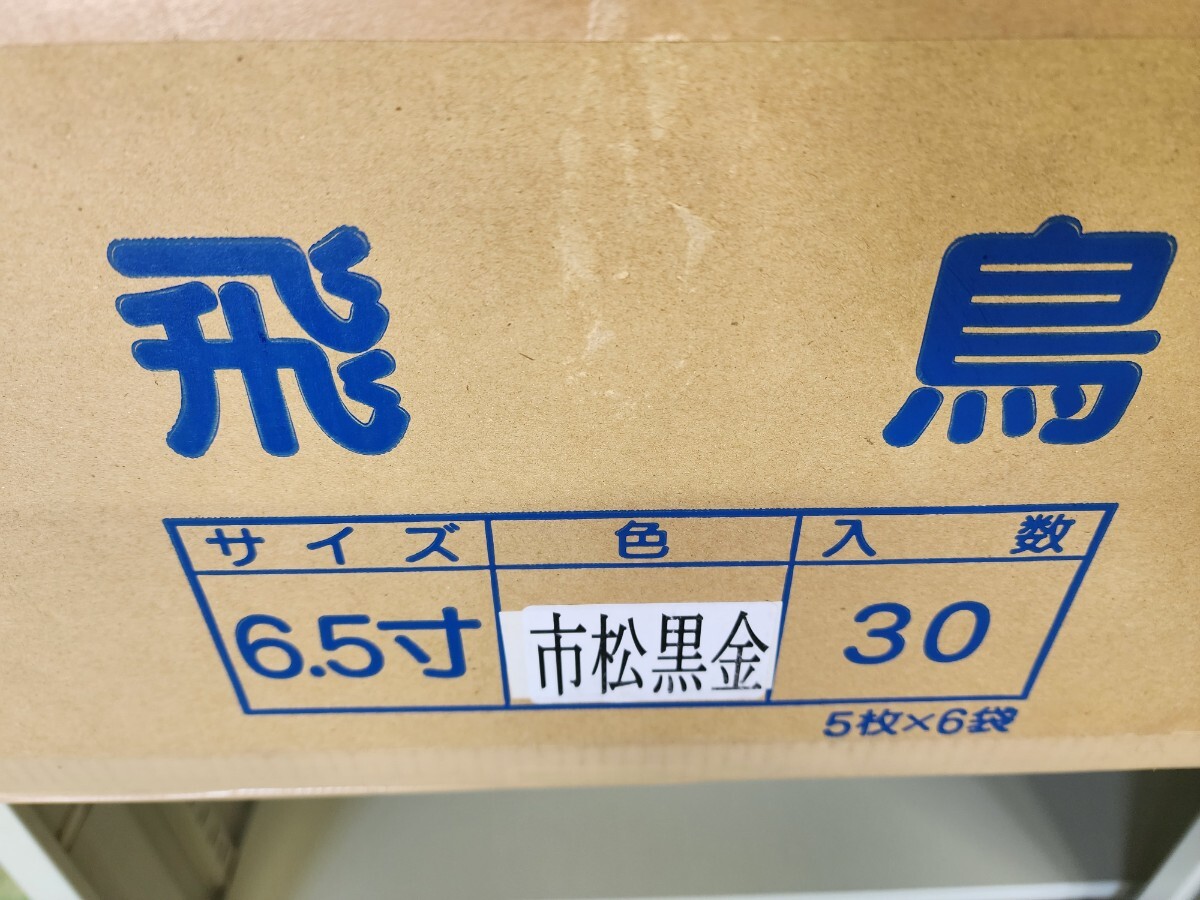 飛鳥
サイズ 色 入数
6.5寸 市松黒金 30
5枚×6袋